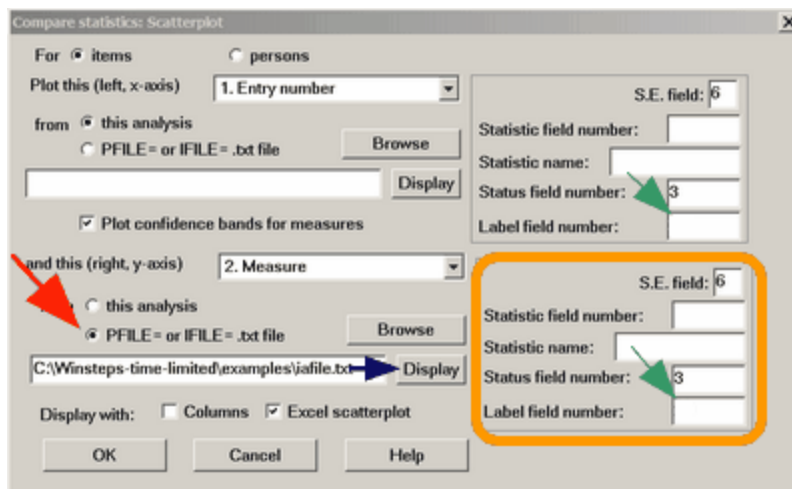 Compare statistics: Scatterplot
For items persons
Plot this (left, x-axis) 1. Entry number
from this analysis
PFILE= or IFILE= .txt file Browse
Display
Plot confidence bands for measures
S.E. field: 6
Statistic field number:
Statistic name:
Status field number: 3
Label field number:
and this (right, y-axis) 2. Measure
this analysis
PFILE= or IFILE= .txt file Browse
C:\Winsteps-time-limited\examples\iafile.txt Display
Display with: Columns Excel scatterplot
OK Cancel Help
S.E. field: 6
Statistic field number:
Statistic name:
Status field number: 3
Label field number: